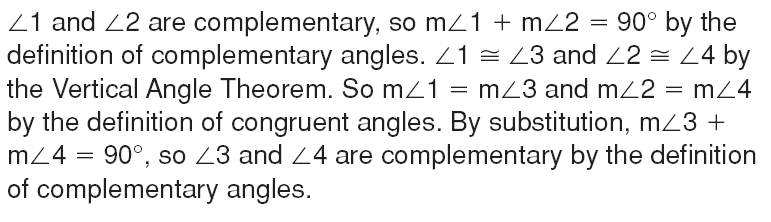 ∠1 and ∠2 are complementary, so m∠1 + m∠2 = 90° by the
definition of complementary angles. ∠1 ≅ ∠3 and ∠2 ≅ ∠4 by
the Vertical Angle Theorem. So m∠1 = m∠3 and m∠2 = m∠4
by the definition of congruent angles. By substitution, m∠3 +
m∠4 = 90°, so ∠3 and ∠4 are complementary by the definition
of complementary angles.